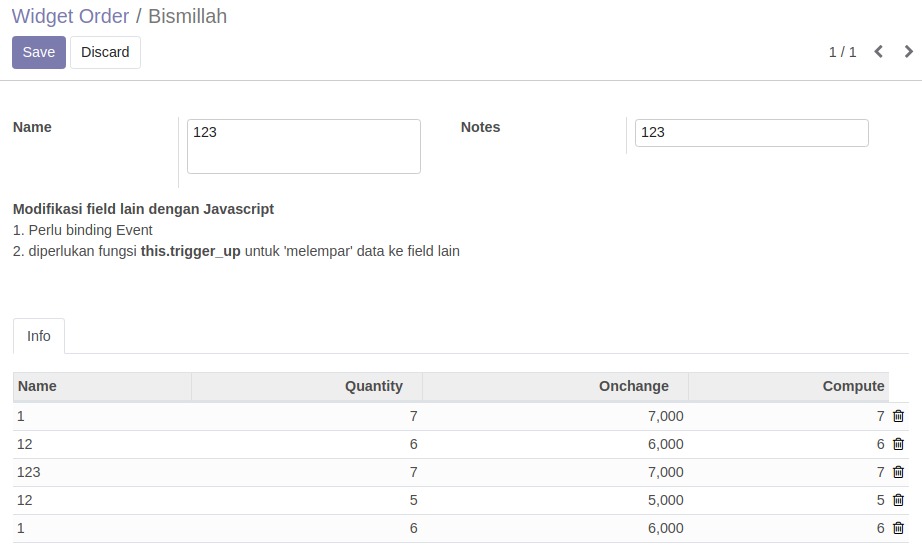 Widget Order / Bismillah
Save Discard 1 / 1
Name 123 Notes 123
Modifikasi field lain dengan Javascript
1. Perlu binding Event
2. diperlukan fungsi this.trigger_up untuk 'melempar' data ke field lain
Info
Name Quantity Onchange Compute
1 7 7,000 7
12 6 6,000 6
123 7 7,000 7
12 5 5,000 5
1 6 6,000 6